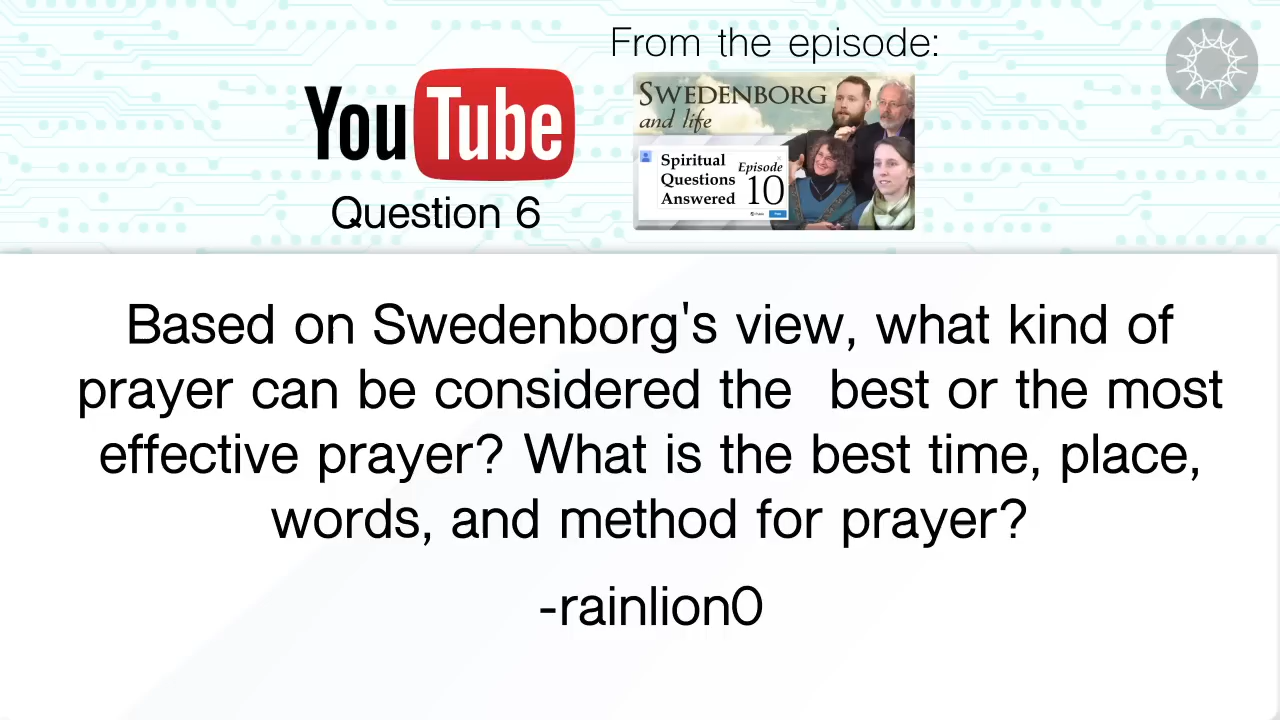 From the episode:
YouTube
Question 6
SWEDENBORG
and life
Spiritual
Questions
Answered
Episode
10
Based on Swedenborg's view, what kind of
prayer can be considered the  best or the most
effective prayer? What is the best time, place,
words, and method for prayer?
-rainlion0